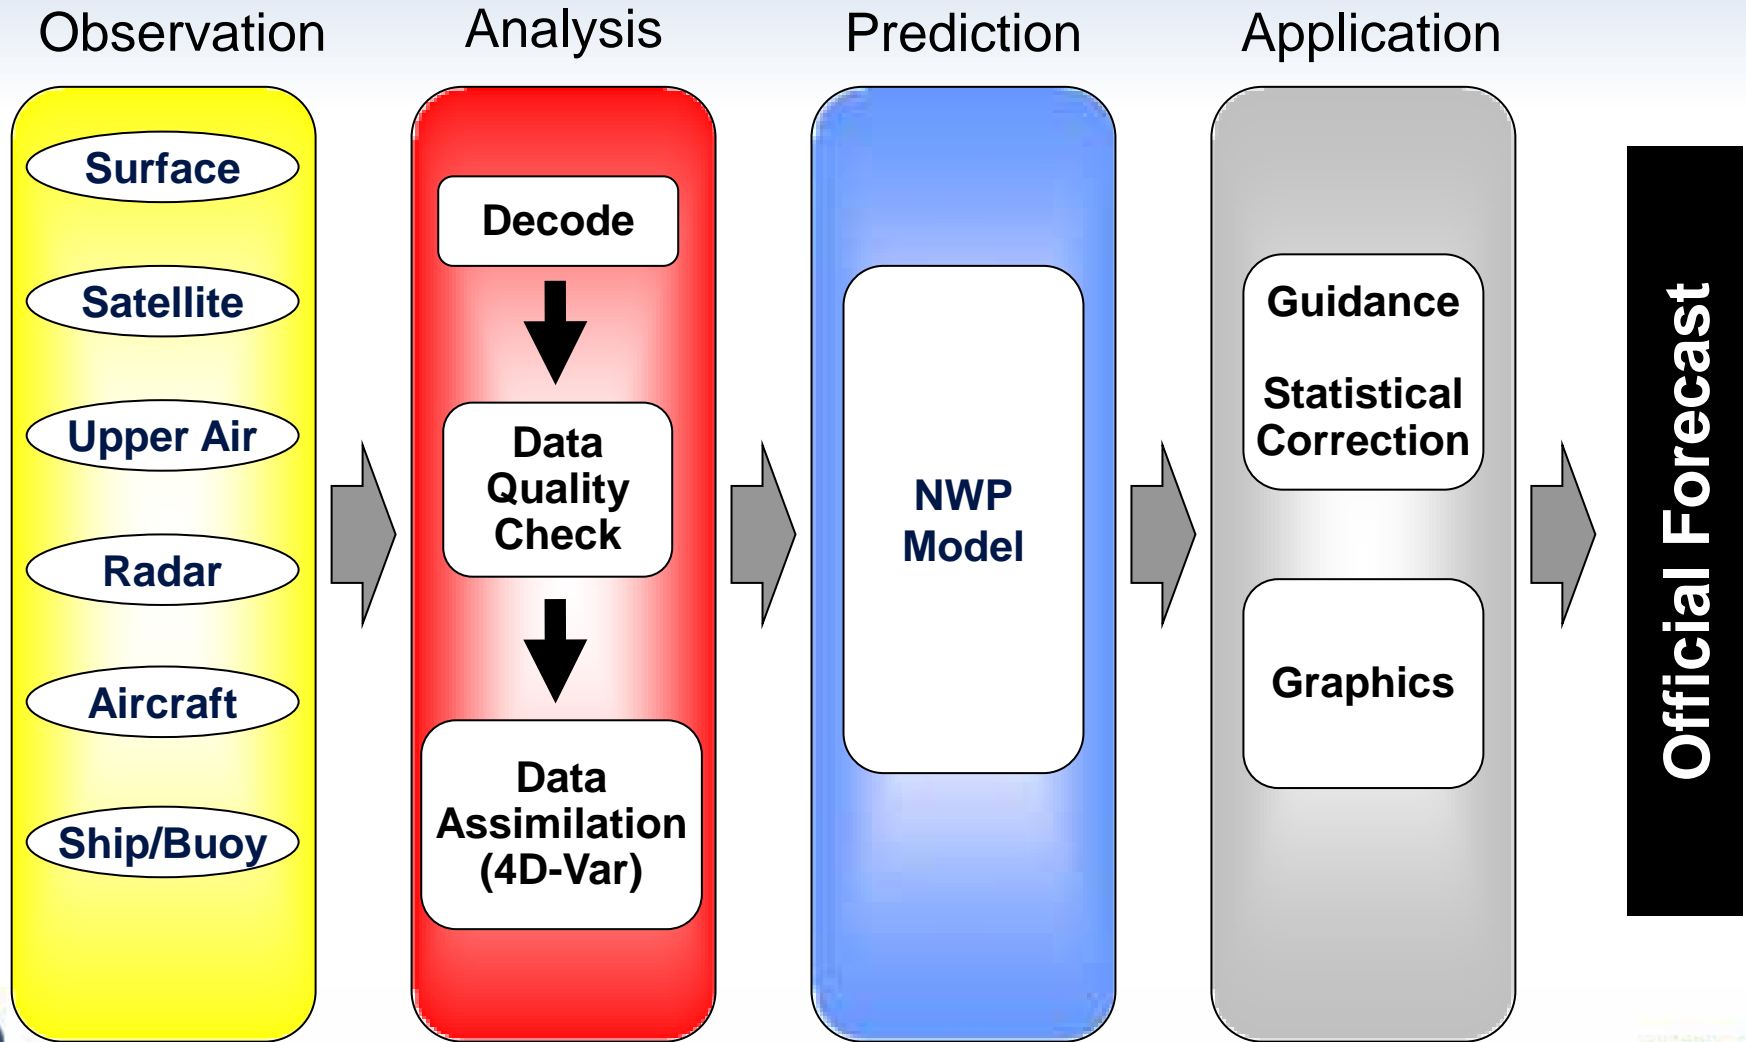 Observation
Surface
Satellite
Upper Air
Radar
Aircraft
Ship/Buoy
Analysis
Decode
Data
Quality
Check
Data
Assimilation
(4D-Var)
Prediction
NWP
Model
Application
Guidance
Statistical
Correction
Graphics
Official Forecast